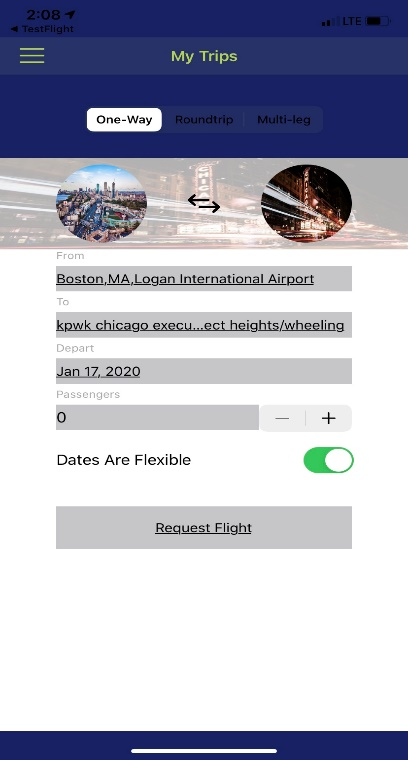 2:08
LTE
◀ TestFlight
My Trips
One-Way
Roundtrip
Multi-leg
From
Boston,MA,Logan International Airport
To
kpwk chicago execu...ect heights/wheeling
Depart
Jan 17, 2020
Passengers
0
Dates Are Flexible
Request Flight